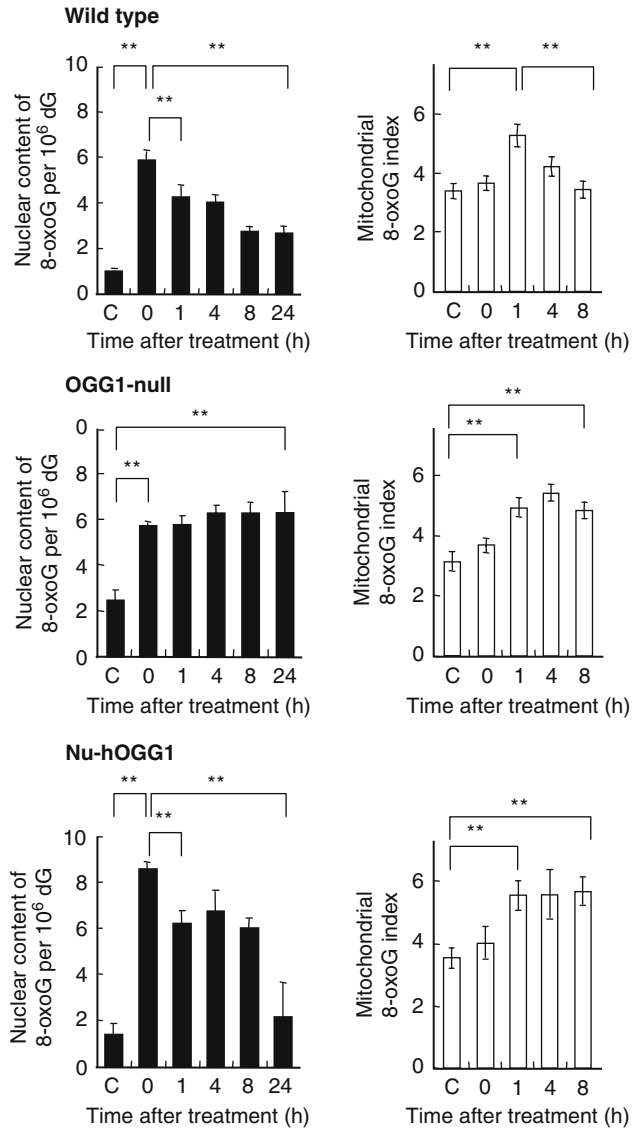 Wild type
**
**
**
10
8
6
4
2
0
Nuclear content of
8-oxoG per 10⁶ dG
C 0 1 4 8 24
Time after treatment (h)
**
**
6
4
2
0
Mitochondrial
8-oxoG index
C 0 1 4 8
Time after treatment (h)
OGG1-null
**
**
0
8
6
4
2
0
Nuclear content of
8-oxoG per 10⁶ dG
C 0 1 4 8 24
Time after treatment (h)
**
**
6
4
2
0
Mitochondrial
8-oxoG index
C 0 1 4 8
Time after treatment (h)
Nu-hOGG1
**
**
**
10
8
6
4
2
0
Nuclear content of
8-oxoG per 10⁶ dG
C 0 1 4 8 24
Time after treatment (h)
**
**
6
4
2
0
Mitochondrial
8-oxoG index
C 0 1 4 8
Time after treatment (h)